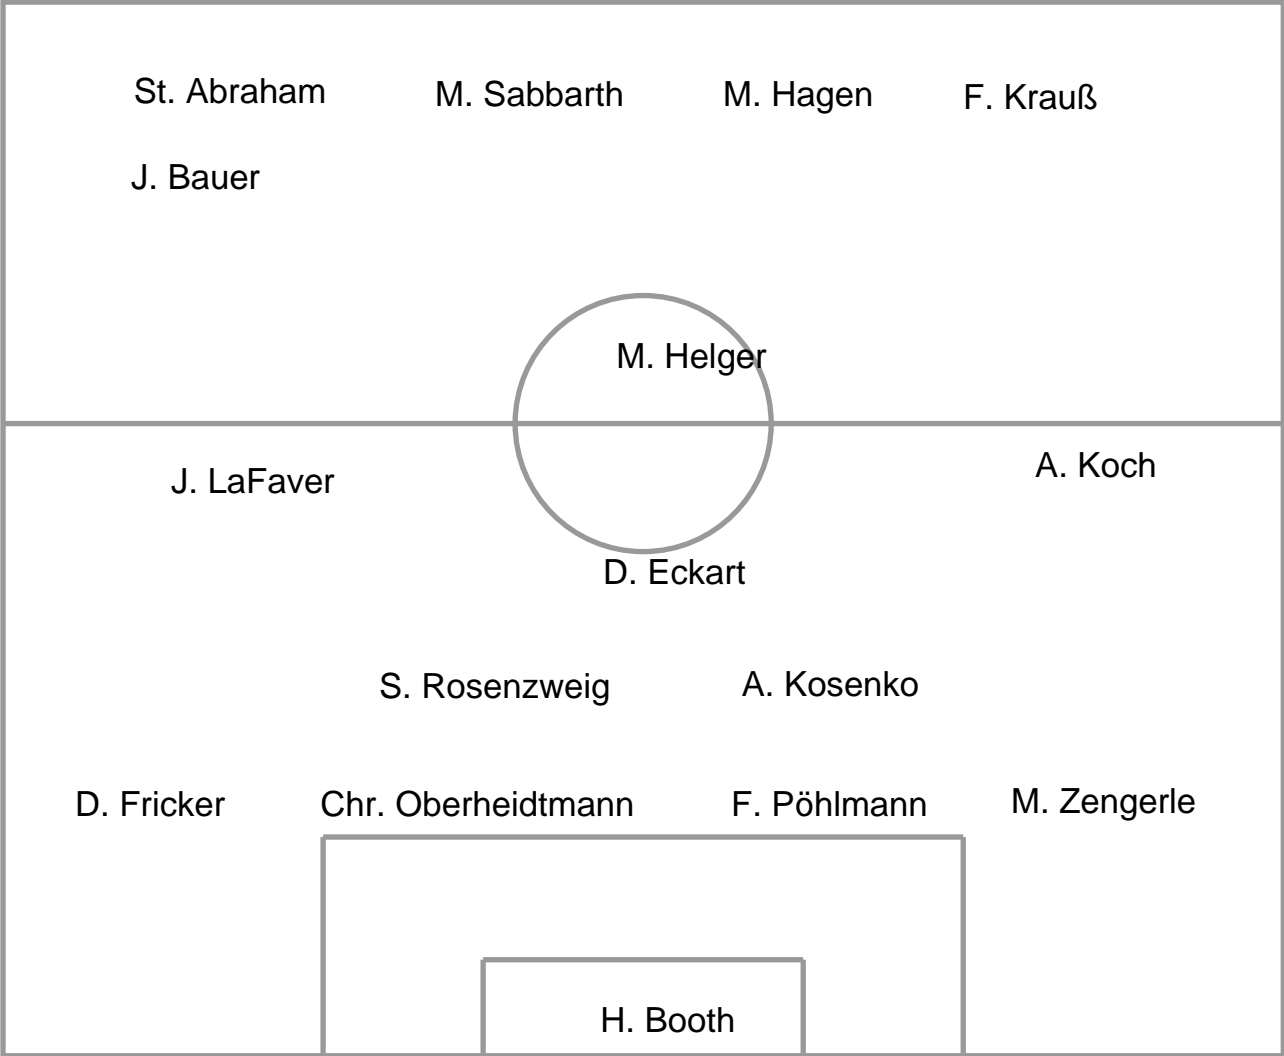 St. Abraham
M. Sabbarth
M. Hagen
F. Krauß
J. Bauer
M. Helger
J. LaFaver
A. Koch
D. Eckart
S. Rosenzweig
A. Kosenko
D. Fricker
Chr. Oberheidtmann
F. Pöhlmann
M. Zengerle
H. Booth